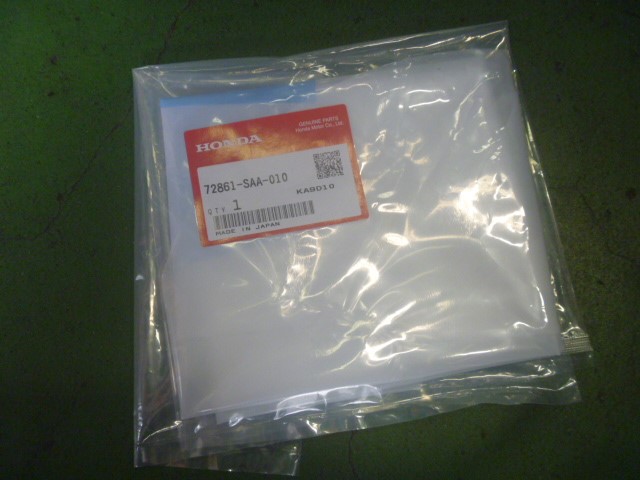 HONDA
GENUINE PARTS
Honda Motor Co., Ltd.
72861-SAA-010
KA9D10
QTY 1
MADE IN JAPAN